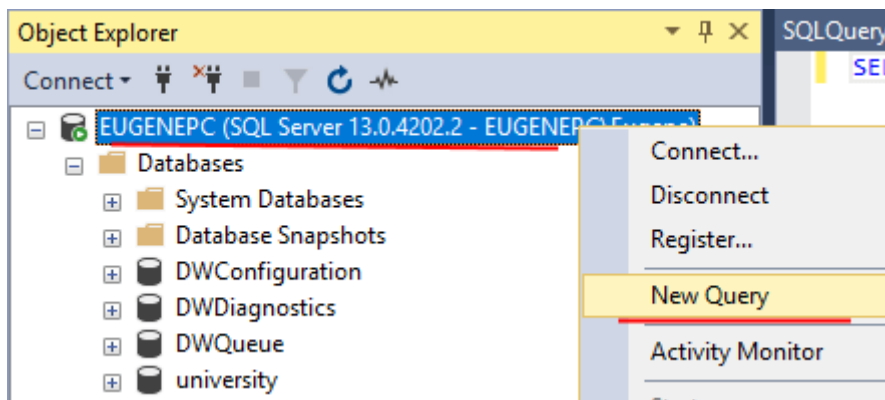 Object Explorer
SQLQuery
Connect
SEL
EUGENEPC (SQL Server 13.0.4202.2 - EUGENEPC\Eugene)
Connect...
Databases
Disconnect
System Databases
Register...
Database Snapshots
DWConfiguration
New Query
DWDiagnostics
DWQueue
Activity Monitor
university